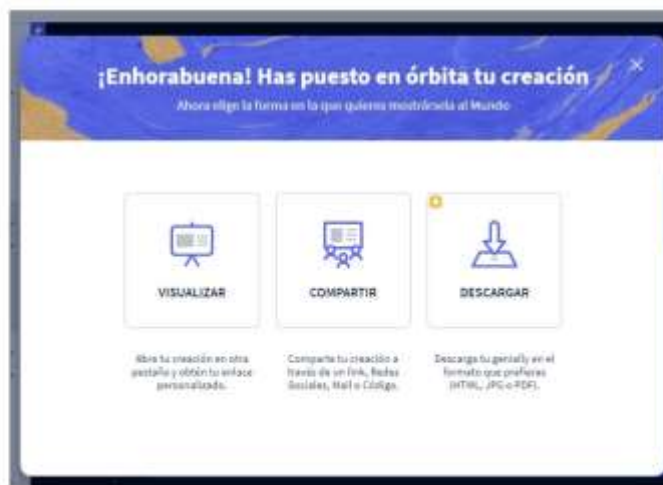 ¡Enhorabuena! Has puesto en órbita tu creación
Ahora elige la forma en la que quieres mostrársela al Mundo
VISUALIZAR
COMPARTIR
DESCARGAR
Abre tu creación en otra
pestaña y obtén tu enlace
personalizado.
Comparte tu creación a
través de un link, Redes
Sociales, Mail o Código.
Descarga tu genially en el
formato que prefieras
(HTML, JPG o PDF).